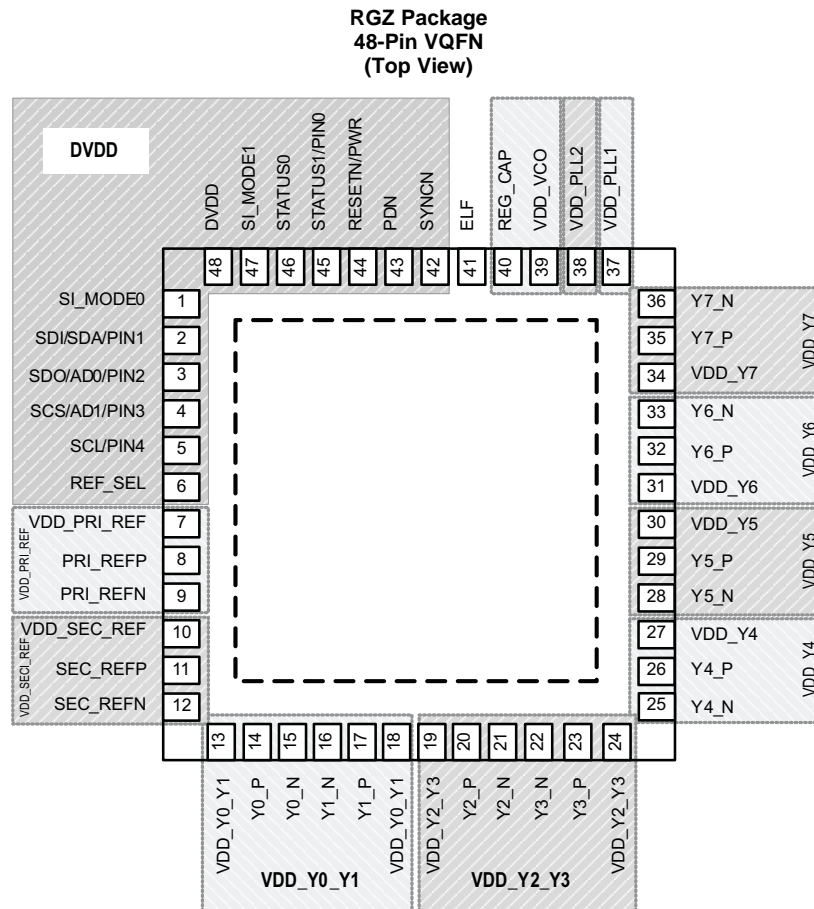 RGZ Package
48-Pin VQFN
(Top View)
DVDD
DVDD
SI_MODE1
STATUS0
STATUS1/PIN0
RESETN/PWR
PDN
SYNCN
ELF
REG_CAP
VDD_VCO
VDD_PLL2
VDD_PLL1
48
47
46
45
44
43
42
41
40
39
38
37
SI_MODE0 1
SDI/SDA/PIN1 2
SDO/AD0/PIN2 3
SCS/AD1/PIN3 4
SCL/PIN4 5
REF_SEL 6
VDD_PRI_REF 7
PRI_REFP 8
PRI_REFN 9
VDD_PRI_REF
VDD_SEC_REF 10
SEC_REFP 11
SEC_REFN 12
VDD_SECI_REF
36 Y7_N
35 Y7_P
34 VDD_Y7
VDD_Y7
33 Y6_N
32 Y6_P
31 VDD_Y6
VDD_Y6
30 VDD_Y5
29 Y5_P
28 Y5_N
VDD_Y5
27 VDD_Y4
26 Y4_P
25 Y4_N
VDD_Y4
13
14
15
16
17
18
19
20
21
22
23
24
VDD_Y0_Y1
Y0_P
Y0_N
Y1_N
Y1_P
VDD_Y0_Y1
VDD_Y2_Y3
Y2_P
Y2_N
Y3_N
Y3_P
VDD_Y2_Y3
VDD_Y0_Y1
VDD_Y2_Y3